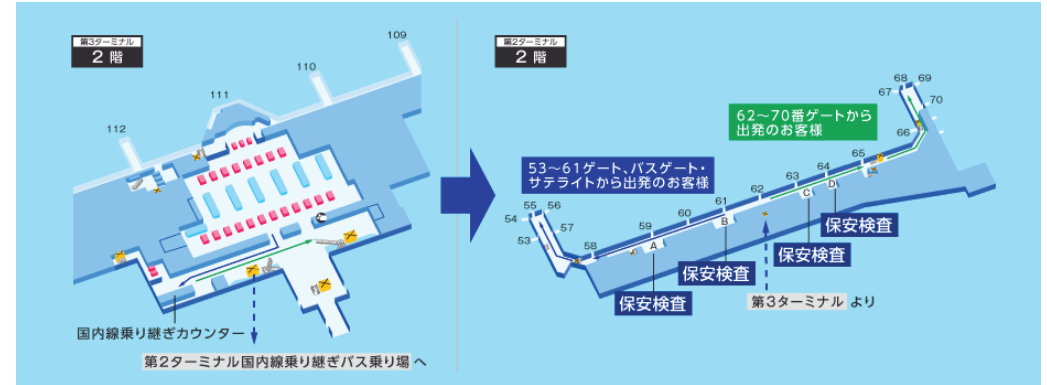 第3ターミナル
2 階
109
110
111
112
国内線乗り継ぎカウンター
第2ターミナル国内線乗り継ぎバス乗り場 へ
第2ターミナル
2 階
53～61ゲート、バスゲート・
サテライトから出発のお客様
62～70番ゲートから
出発のお客様
68 69
67
70
66
65
64
63
62
61
60
59
58
55 56
54
57
53
A
B
C
D
保安検査
保安検査
保安検査
保安検査
第3ターミナル より